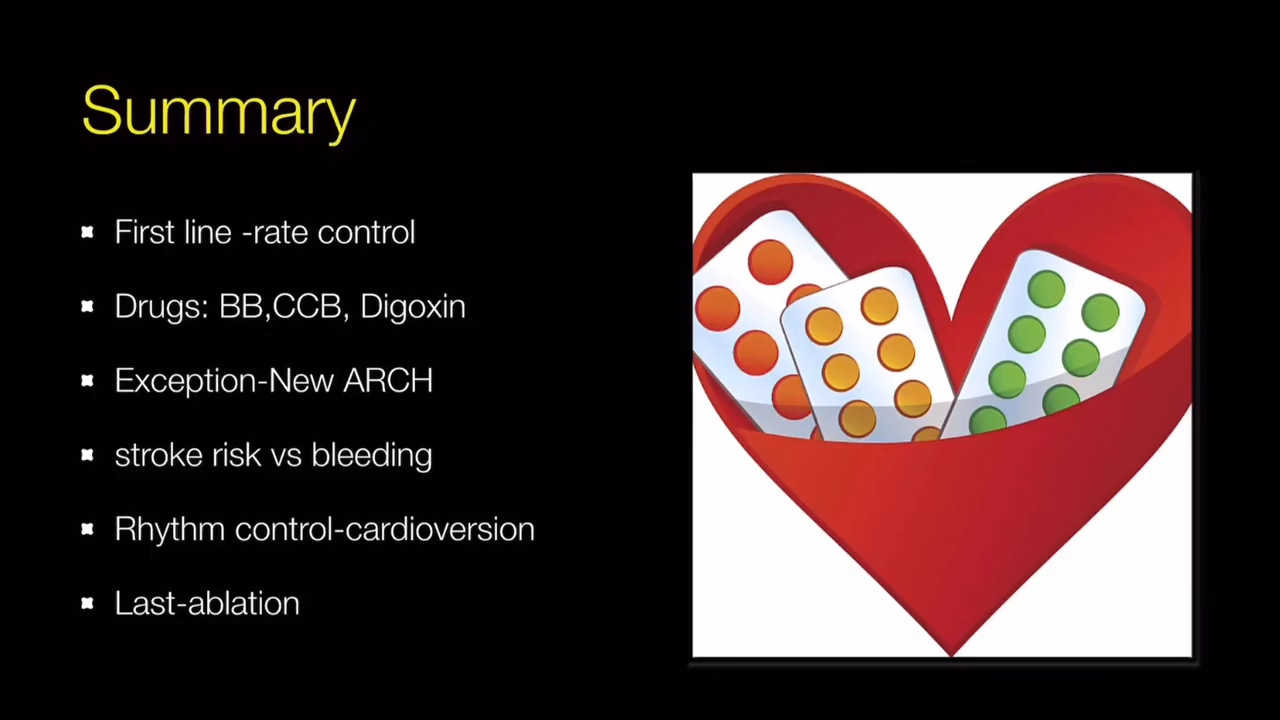 Summary
First line -rate control
Drugs: BB,CCB, Digoxin
Exception-New ARCH
stroke risk vs bleeding
Rhythm control-cardioversion
Last-ablation